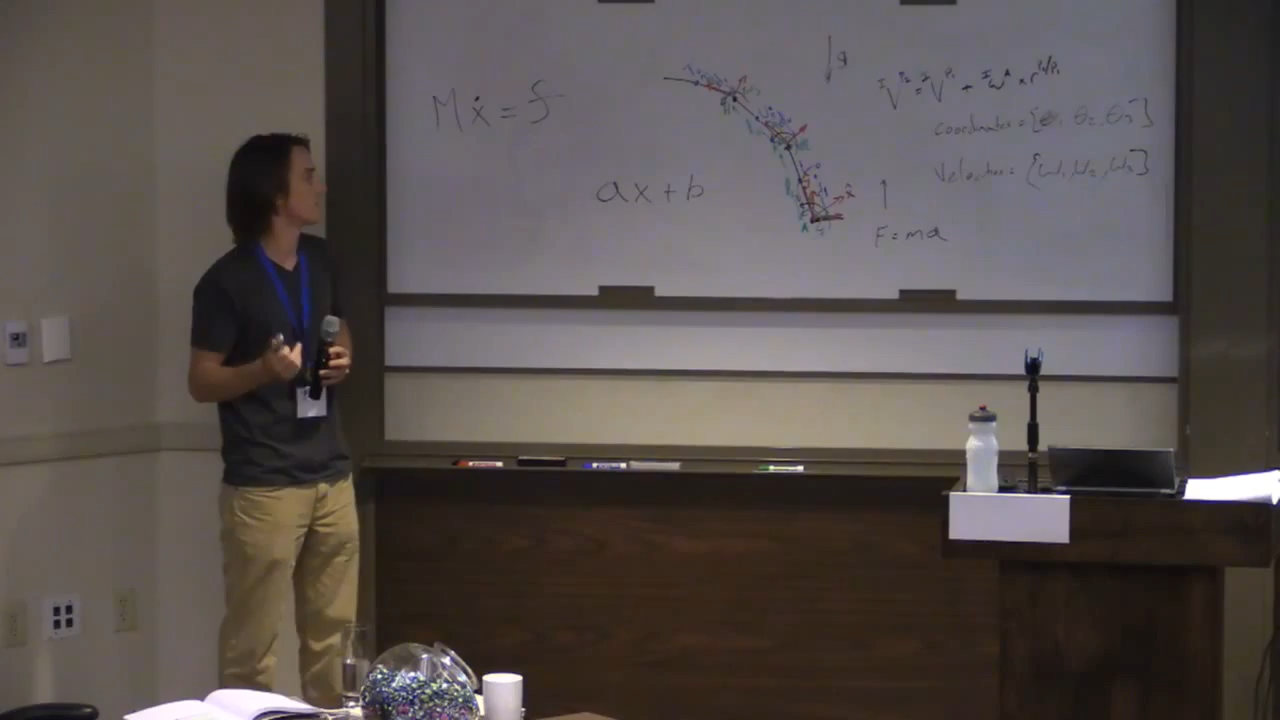 Mẋ = f
ax + b
g
ᴵV^P2 = ᴵV^P1 + ᴵω^A × r^P2/P1
coordinates = {θ₁, θ₂, θ₃}
Velocities = {ω₁, ω₂, ω₃}
F = ma